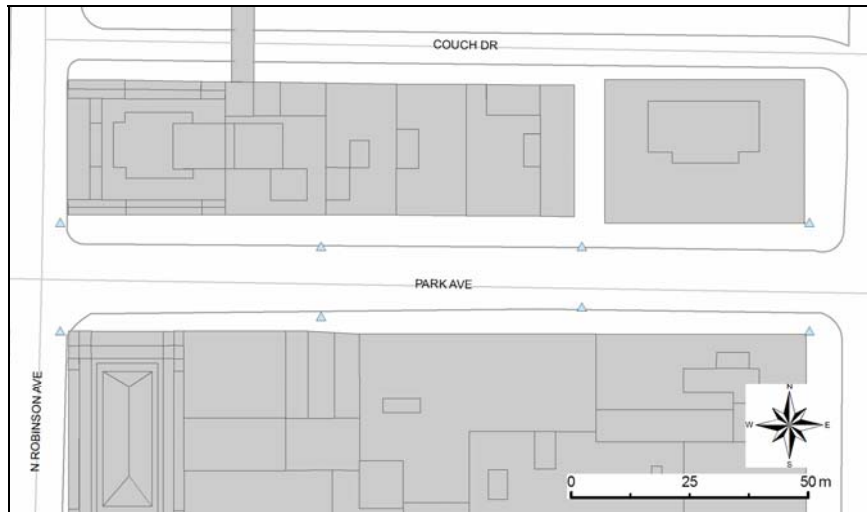 COUCH DR
PARK AVE
N ROBINSON AVE
N
W E
S
0 25 50 m